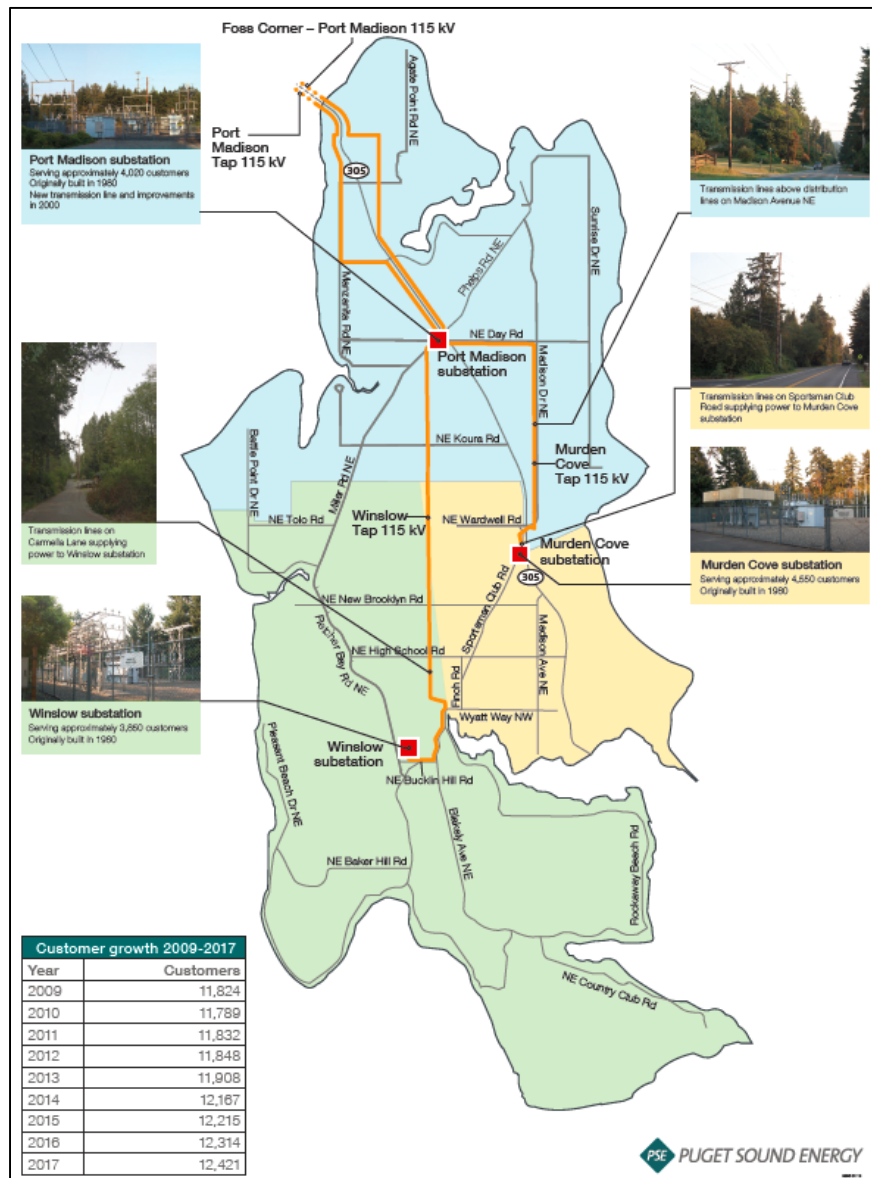 Foss Corner – Port Madison 115 kV
Port
Madison
Tap 115 kV
305
Agate Point Rd NE
Port Madison substation
Serving approximately 4,020 customers
Originally built in 1960
New transmission line and improvements
in 2000
Transmission lines above distribution
lines on Madison Avenue NE
Sunrise Dr NE
Phelps Rd NE
Manzanita Rd NE
NE Day Rd
Port Madison
substation
Madison Dr NE
Transmission lines on Sportsman Club
Road supplying power to Murden Cove
substation
Battle Point Dr NE
NE Koura Rd
Miller Rd NE
Murden
Cove
Tap 115 kV
Transmission lines on
Carmella Lane supplying
power to Winslow substation
NE Tolo Rd
Winslow
Tap 115 kV
NE Wardwell Rd
Murden Cove
substation
305
Murden Cove substation
Serving approximately 4,550 customers
Originally built in 1960
NE New Brooklyn Rd
Sportsman Club Rd
Madison Ave NE
Fletcher Bay Rd NE
NE High School Rd
Finch Rd
Wyatt Way NW
Winslow substation
Serving approximately 3,850 customers
Originally built in 1960
Winslow
substation
Pleasant Beach Dr NE
NE Bucklin Hill Rd
Blakely Ave NE
NE Baker Hill Rd
Rockaway Beach Rd
NE Country Club Rd
Customer growth 2009-2017
Year Customers
2009 11,824
2010 11,789
2011 11,832
2012 11,848
2013 11,908
2014 12,167
2015 12,215
2016 12,314
2017 12,421
PSE PUGET SOUND ENERGY